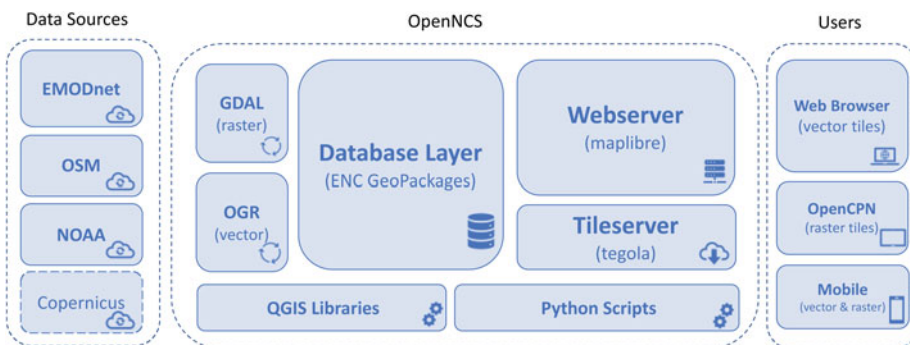 Data Sources
OpenNCS
Users
EMODnet
OSM
NOAA
Copernicus
GDAL
(raster)
OGR
(vector)
Database Layer
(ENC GeoPackages)
Webserver
(maplibre)
Tileserver
(tegola)
QGIS Libraries
Python Scripts
Web Browser
(vector tiles)
OpenCPN
(raster tiles)
Mobile
(vector & raster)